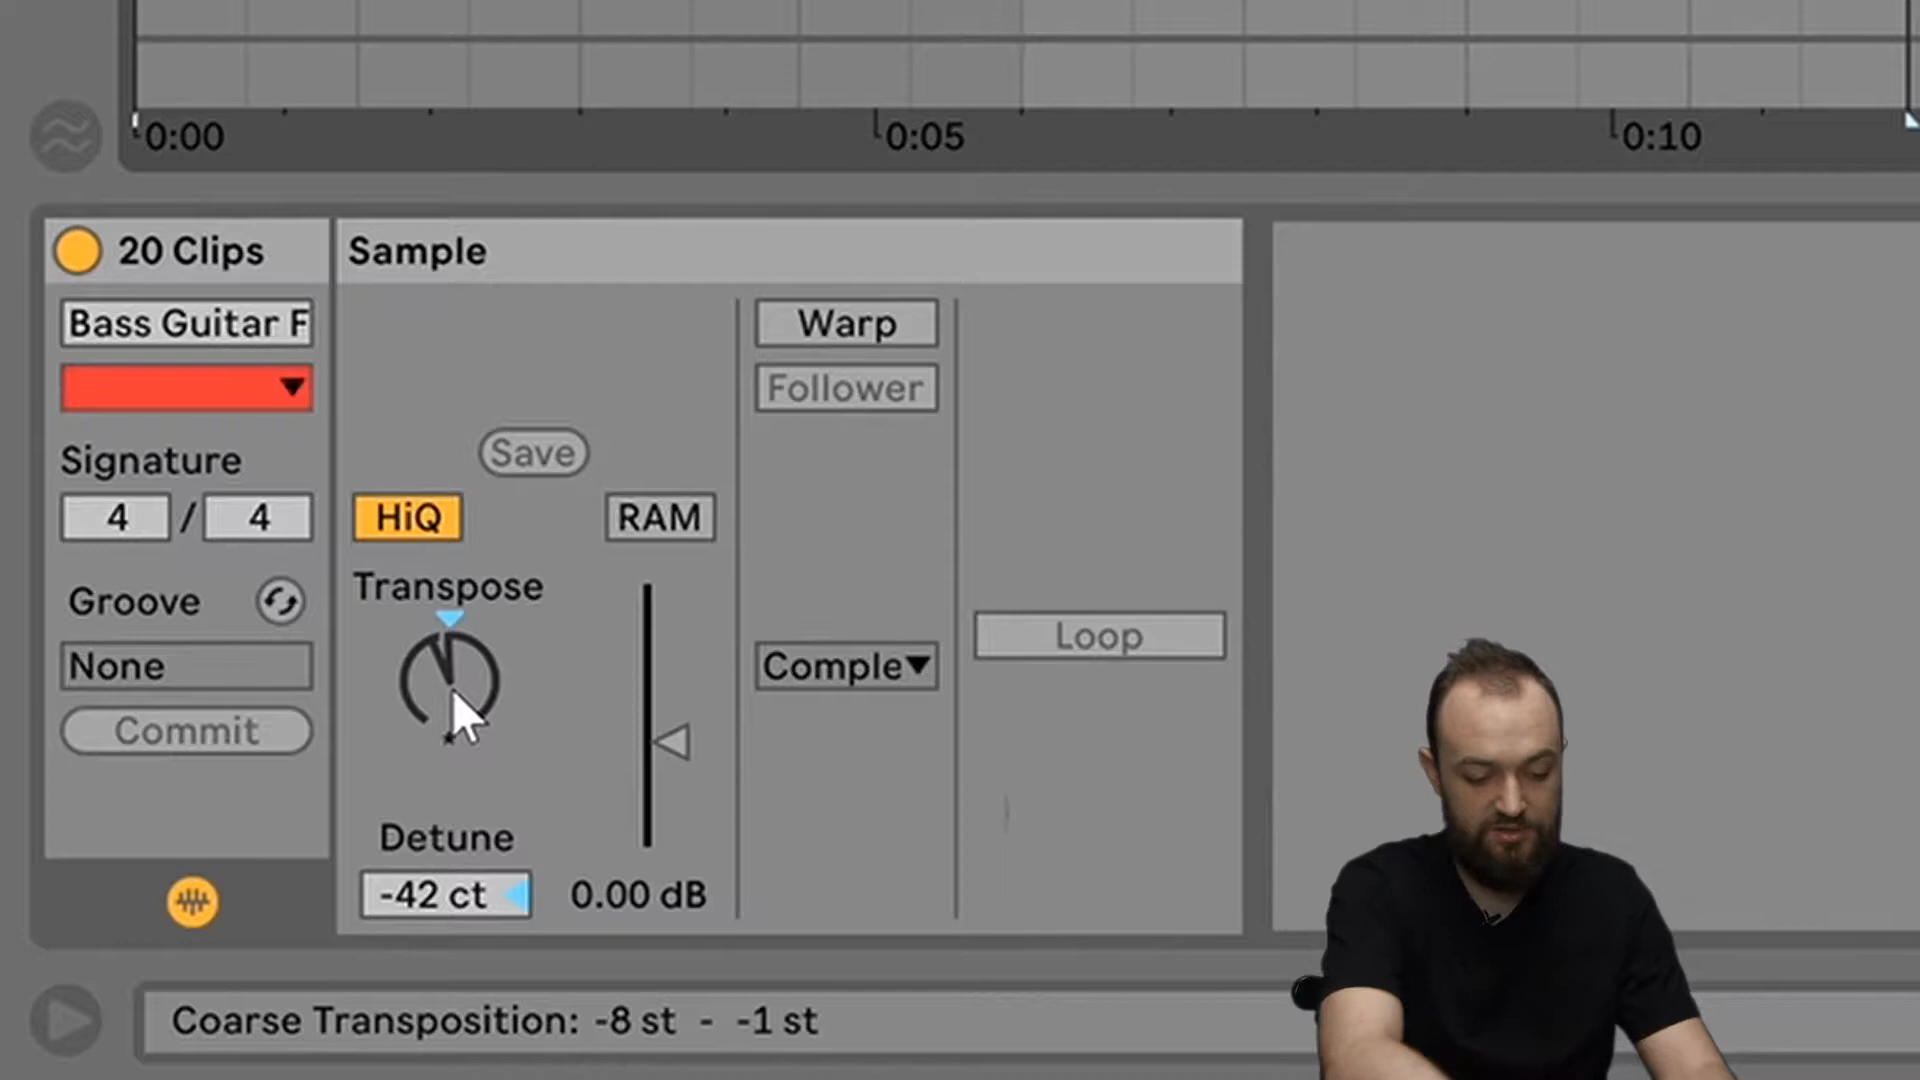 0:00
0:05
0:10
20 Clips
Sample
Bass Guitar F
Warp
Follower
Signature
Save
4 / 4
HiQ
RAM
Transpose
Groove
None
Comple
Loop
Commit
Detune
-42 ct
0.00 dB
Coarse Transposition: -8 st - -1 st